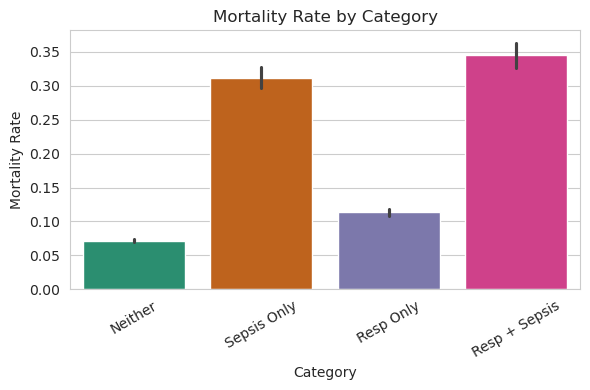 Mortality Rate by Category
Mortality Rate
0.35
0.30
0.25
0.20
0.15
0.10
0.05
0.00
Neither
Sepsis Only
Resp Only
Resp + Sepsis
Category